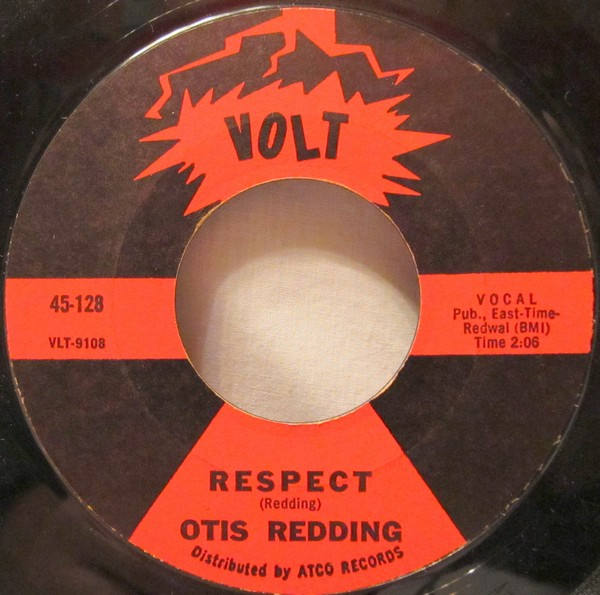 VOLT
45-128
VLT-9108
VOCAL
Pub., East-Time-
Redwal (BMI)
Time 2:06
RESPECT
(Redding)
OTIS REDDING
Distributed by ATCO RECORDS